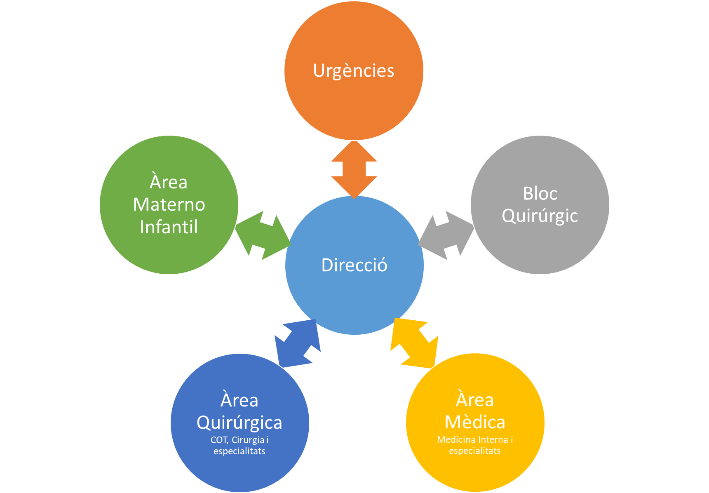 Urgències
Àrea
Materno
Infantil
Bloc
Quirúrgic
Direcció
Àrea
Quirúrgica
COT, Cirurgia i
especialitats
Àrea
Mèdica
Medicina Interna i
especialitats